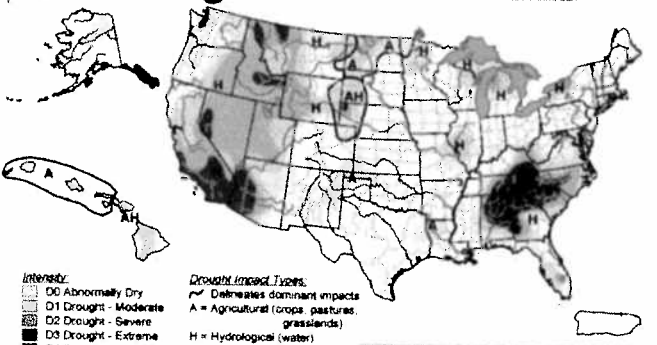 H
A
A
H
H
H
H
H
H
AH
H
A
A
H
A
AH
H
Intensity:
D0 Abnormally Dry
D1 Drought - Moderate
D2 Drought - Severe
D3 Drought - Extreme
Drought Impact Types:
Delineates dominant impacts
A = Agricultural (crops, pastures,
grasslands)
H = Hydrological (water)